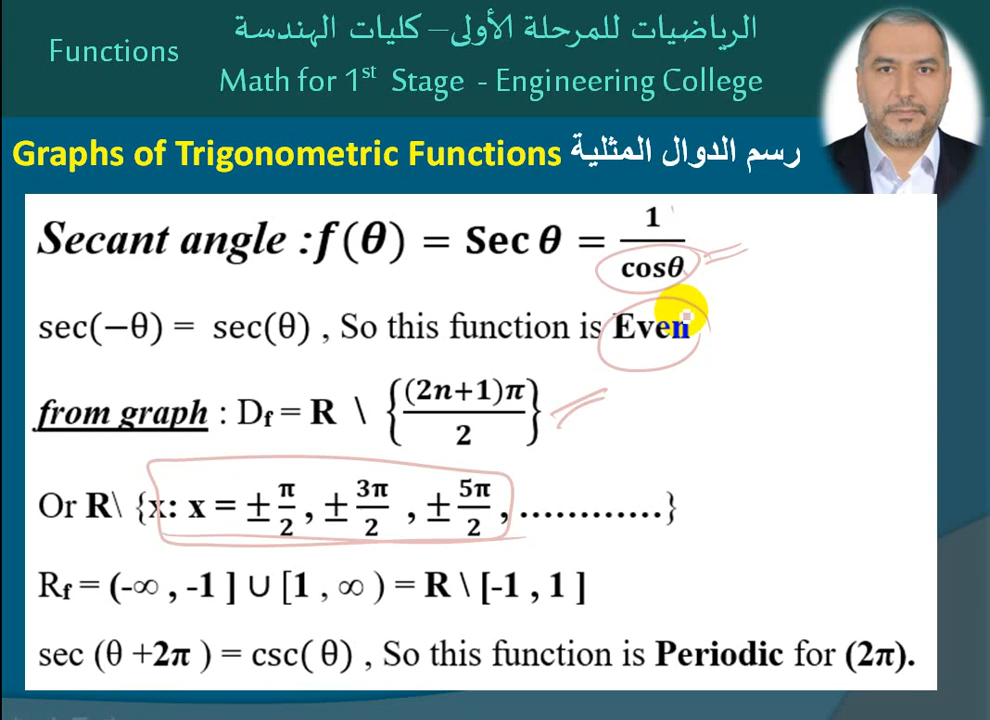 Functions
الرياضيات للمرحلة الأولى – كليات الهندسة
Math for 1st Stage - Engineering College
Graphs of Trigonometric Functions رسم الدوال المثلية
Secant angle :f(θ) = Sec θ = 1/cosθ
sec(−θ) = sec(θ) , So this function is Even
from graph : Df = R \ {(2n+1)π/2}
Or R\ {x: x = ± π/2 , ± 3π/2 , ± 5π/2 , ............}
Rf = (-∞ , -1 ] ∪ [1 , ∞ ) = R \ [-1 , 1 ]
sec (θ +2π ) = csc( θ) , So this function is Periodic for (2π).